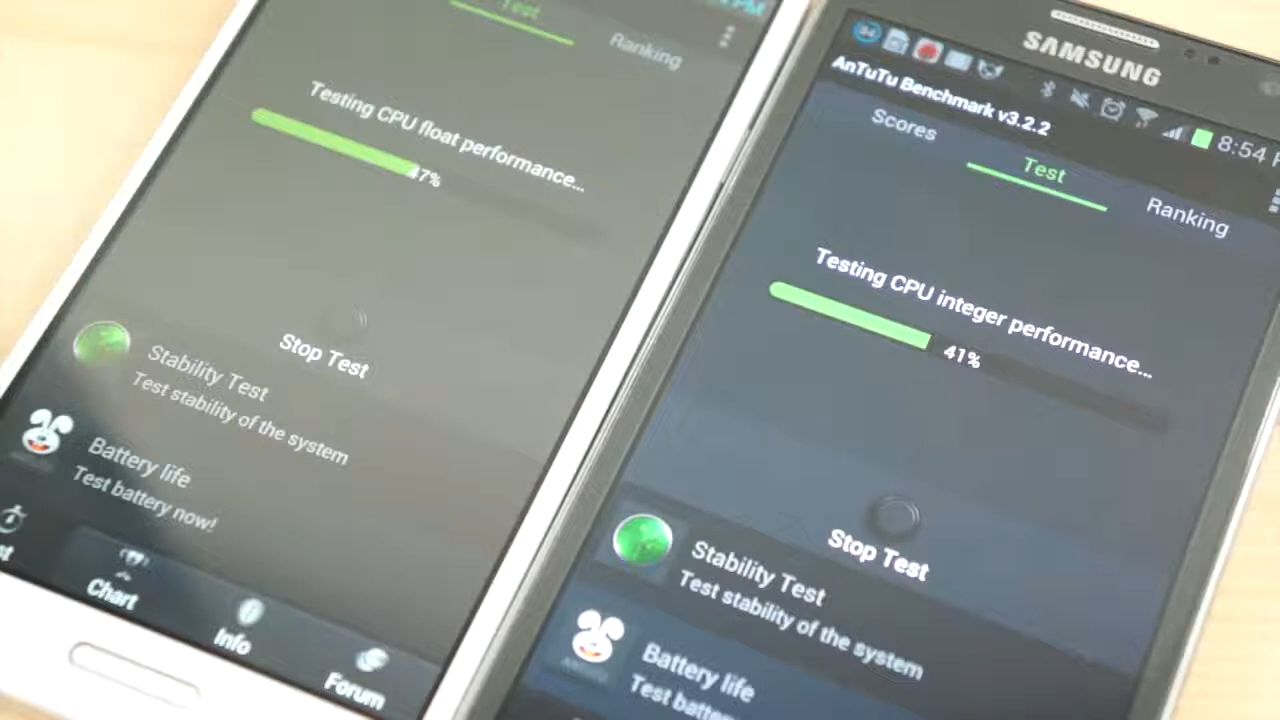 PM
Test
Ranking
Testing CPU float performance...
47%
Stop Test
Stability Test
Test stability of the system
Battery life
Test battery now!
Chart
Info
Forum
SAMSUNG
8:54
AnTuTu Benchmark v3.2.2
Scores
Test
Ranking
Testing CPU integer performance...
41%
Stop Test
Stability Test
Test stability of the system
Battery life
Test